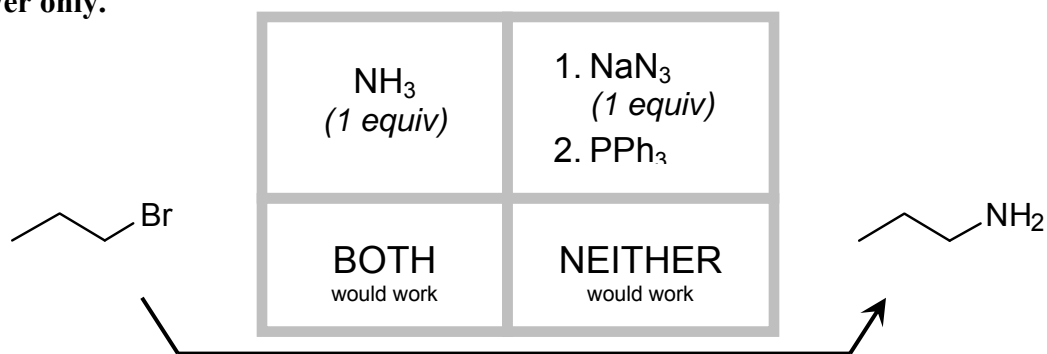 er only.
NH₃
(1 equiv)
1. NaN₃
(1 equiv)
2. PPh₃
Br
NH₂
BOTH
would work
NEITHER
would work